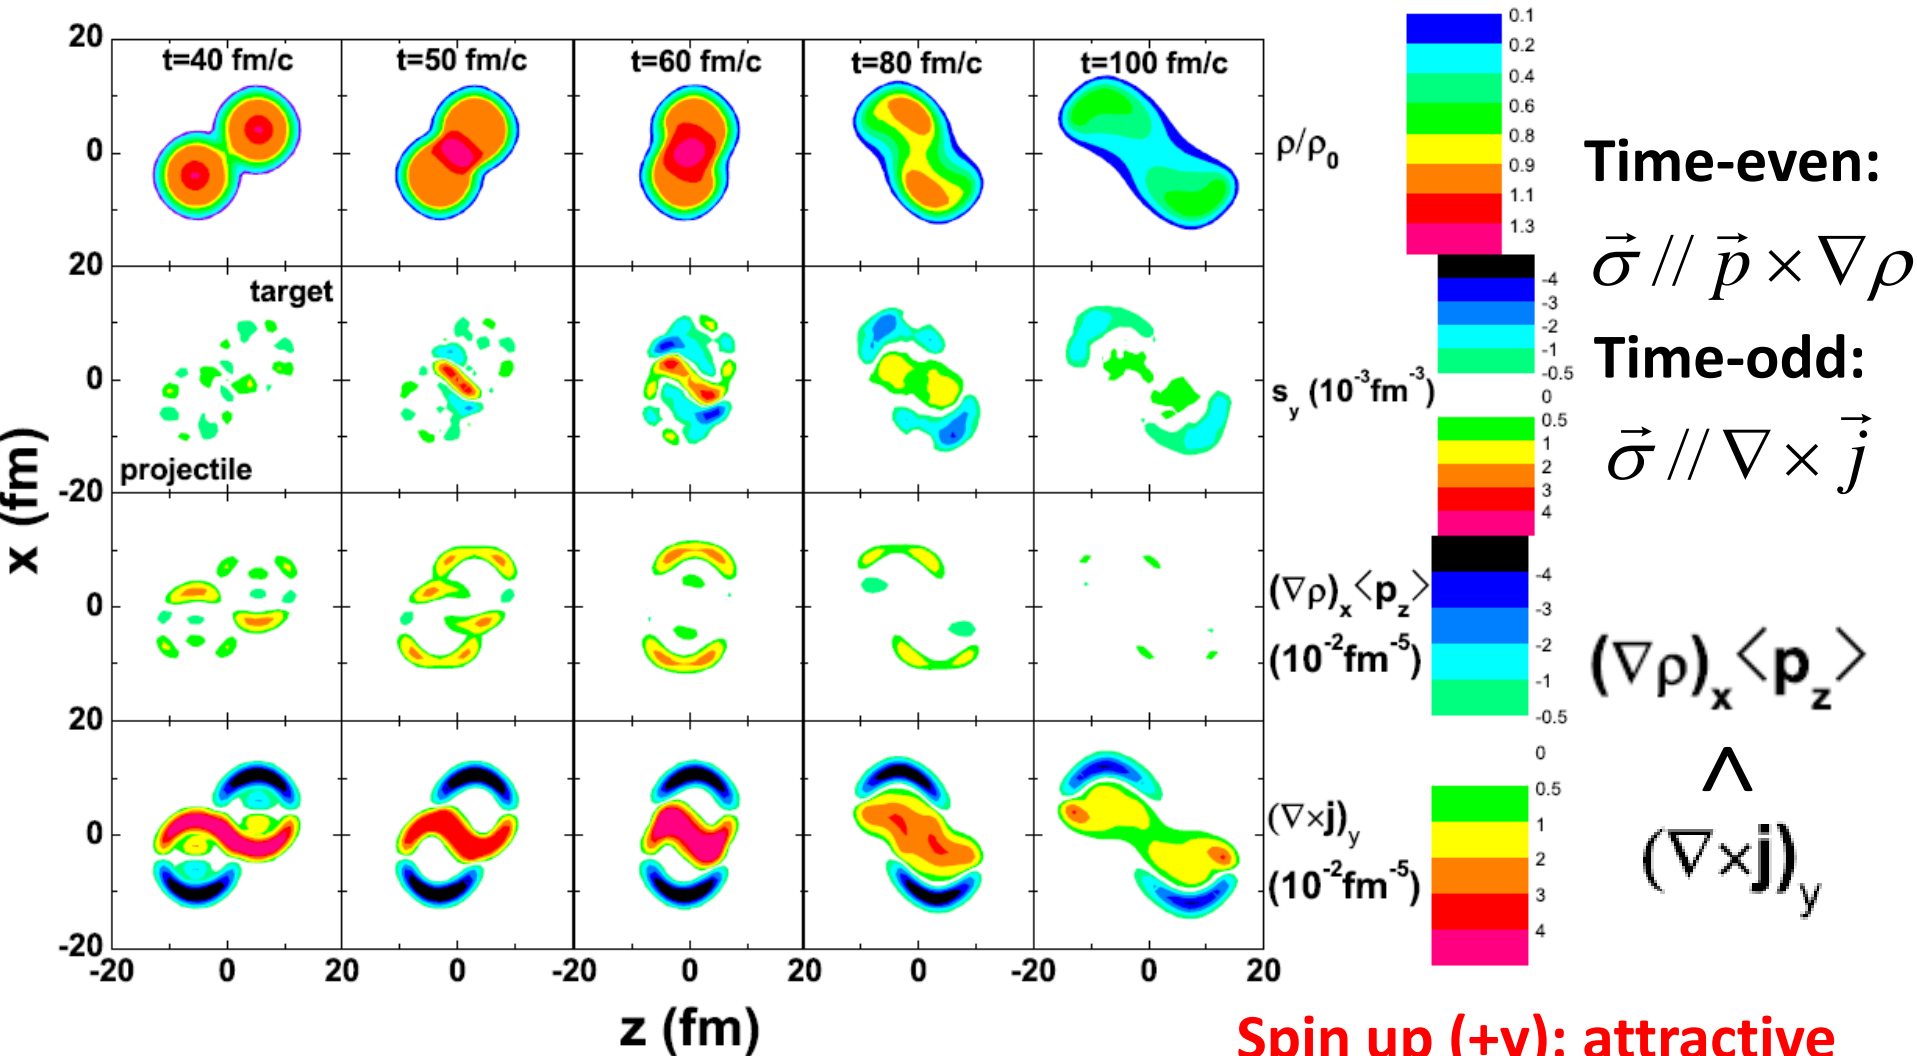 20
t=40 fm/c t=50 fm/c t=60 fm/c t=80 fm/c t=100 fm/c
0
20
ρ/ρ0
0.1
0.2
0.4
0.6
0.8
0.9
1.1
1.3
Time-even:
σ⃗ // p⃗ × ∇ρ
target
projectile
0
-20
s_y (10^-3 fm^-3)
-4
-3
-2
-1
-0.5
0
0.5
1
2
3
4
Time-odd:
σ⃗ // ∇ × j⃗
x (fm)
0
20
(∇ρ)_x <p_z>
(10^-2 fm^-5)
-4
-3
-2
-1
-0.5
0
0.5
1
2
3
4
(∇ρ)_x <p_z>
<
(∇×j)_y
20
0
-20
(∇×j)_y
(10^-2 fm^-5)
-20 0 20 0 -20 0 20 0 -20 0 20
z (fm)
Spin up (+y): attractive